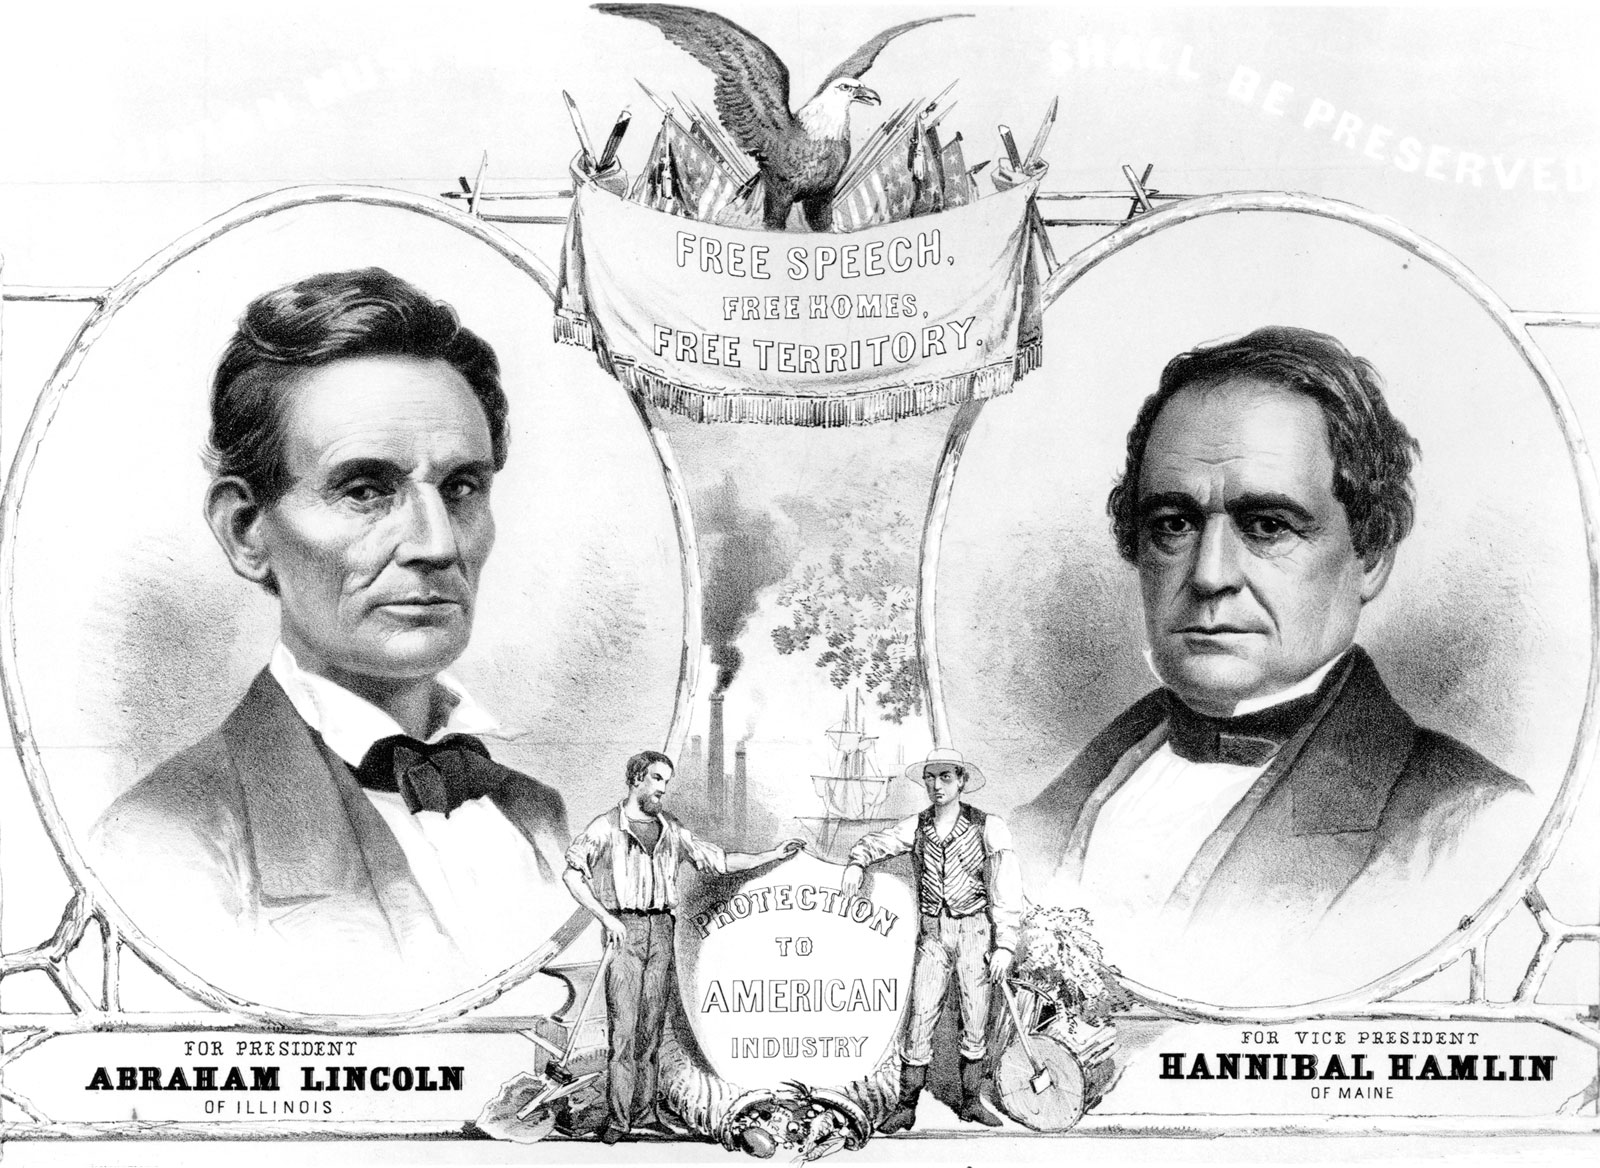 SHALL BE PRESERVED
FREE SPEECH,
FREE HOMES,
FREE TERRITORY.
PROTECTION
TO
AMERICAN
INDUSTRY
FOR PRESIDENT
ABRAHAM LINCOLN
OF ILLINOIS
FOR VICE PRESIDENT
HANNIBAL HAMLIN
OF MAINE